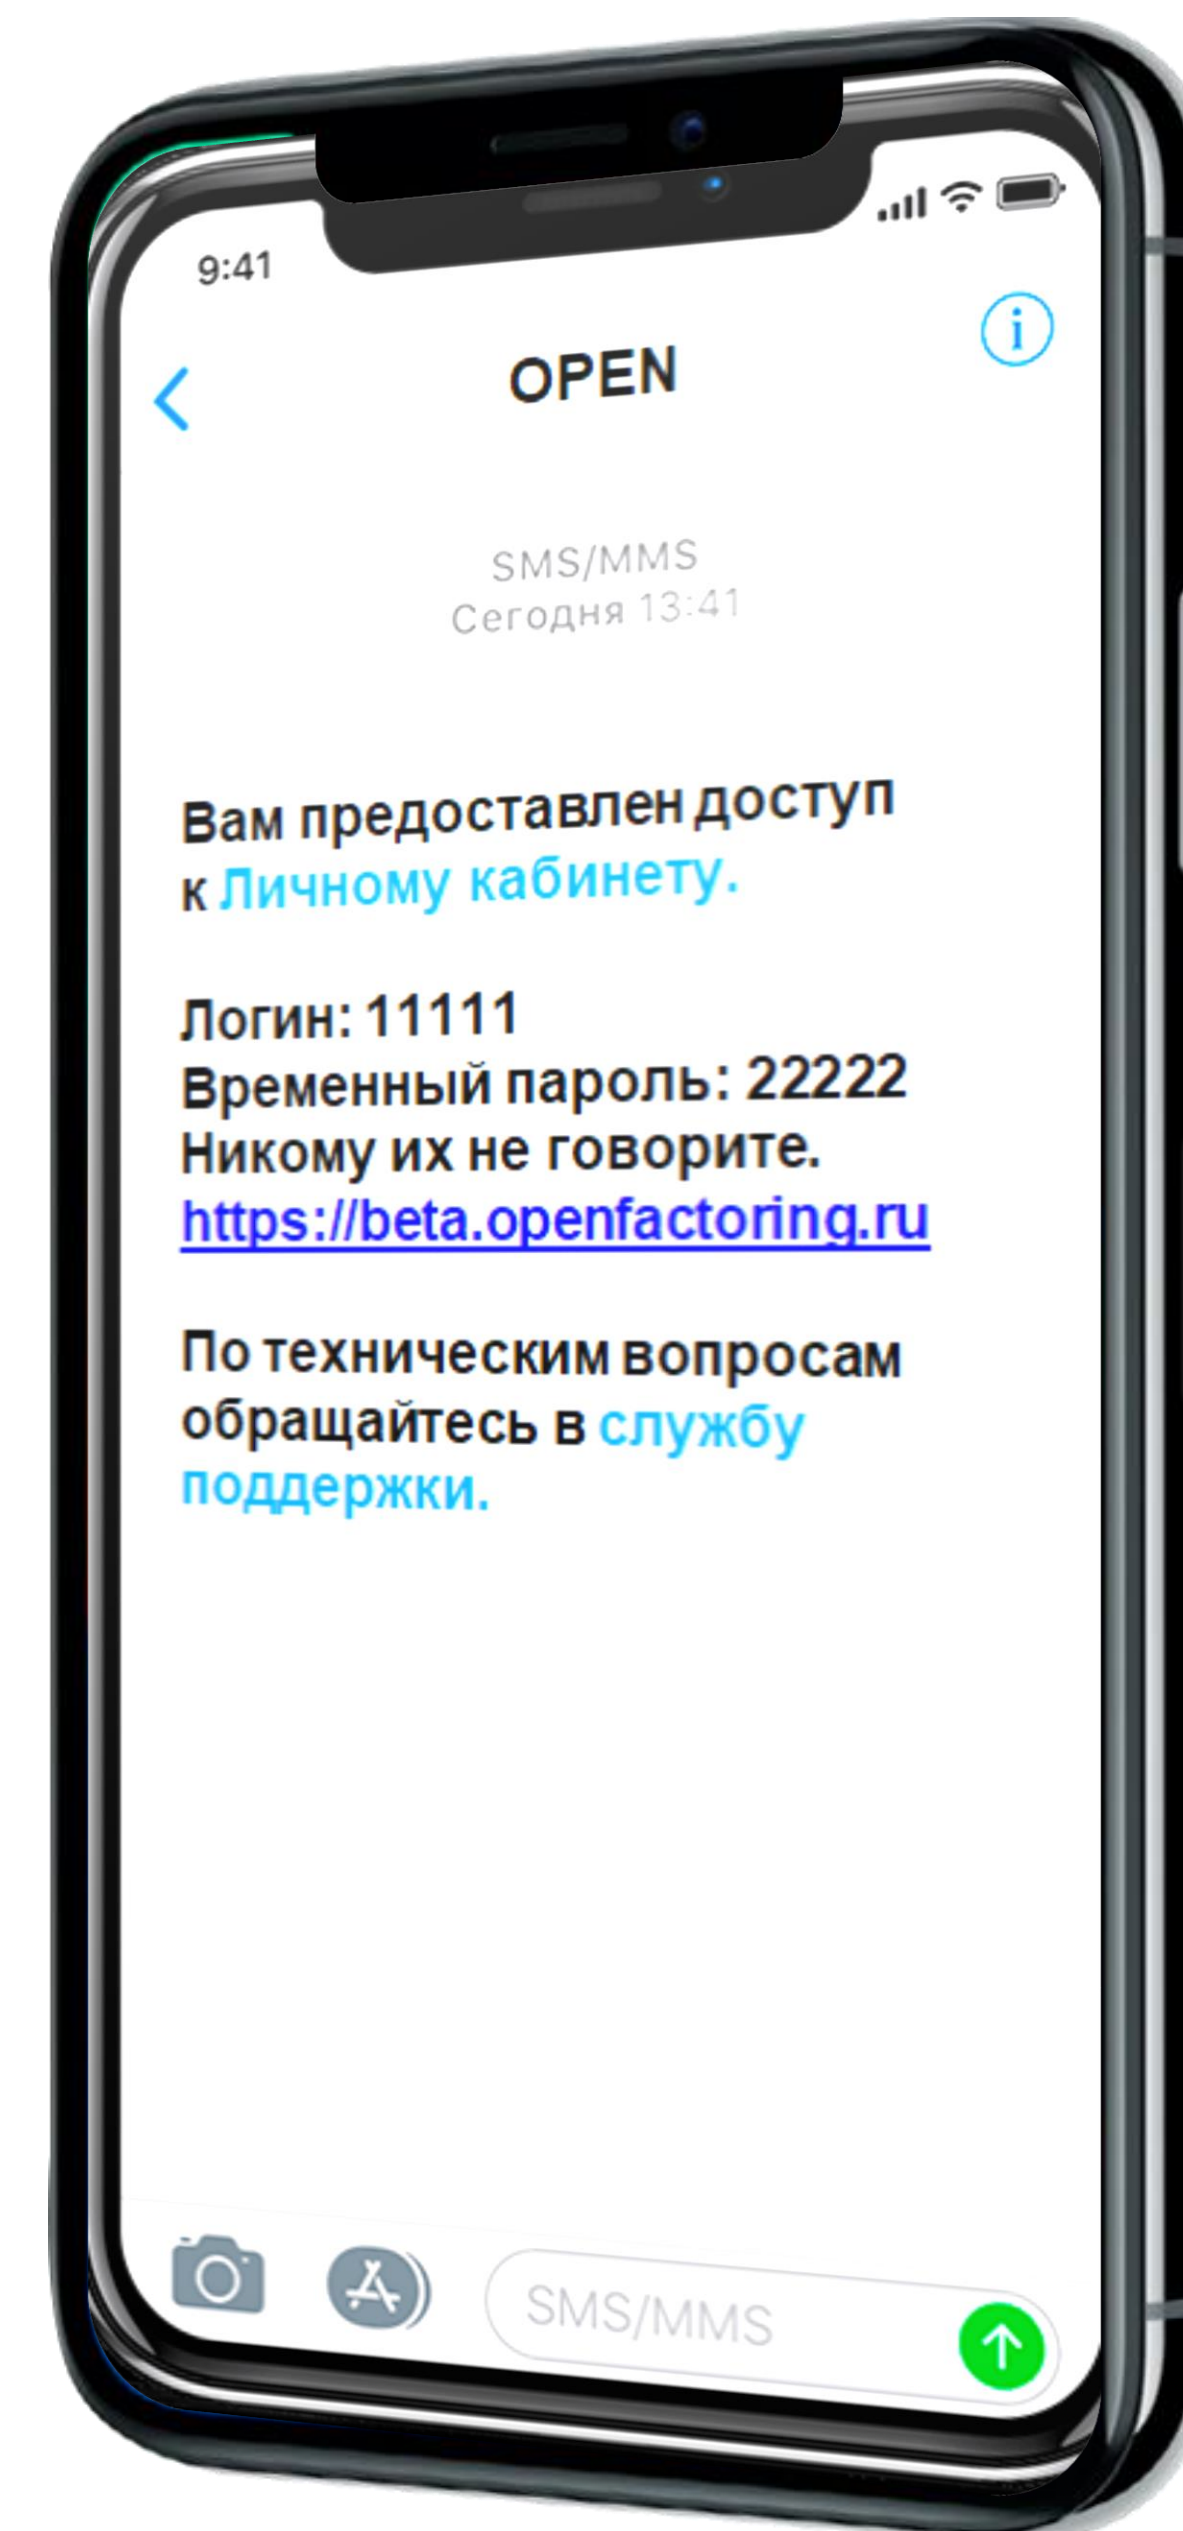 9:41
OPEN
SMS/MMS
Сегодня 13:41
Вам предоставлен доступ
к Личному кабинету.
Логин: 11111
Временный пароль: 22222
Никому их не говорите.
https://beta.openfactoring.ru
По техническим вопросам
обращайтесь в службу
поддержки.
SMS/MMS